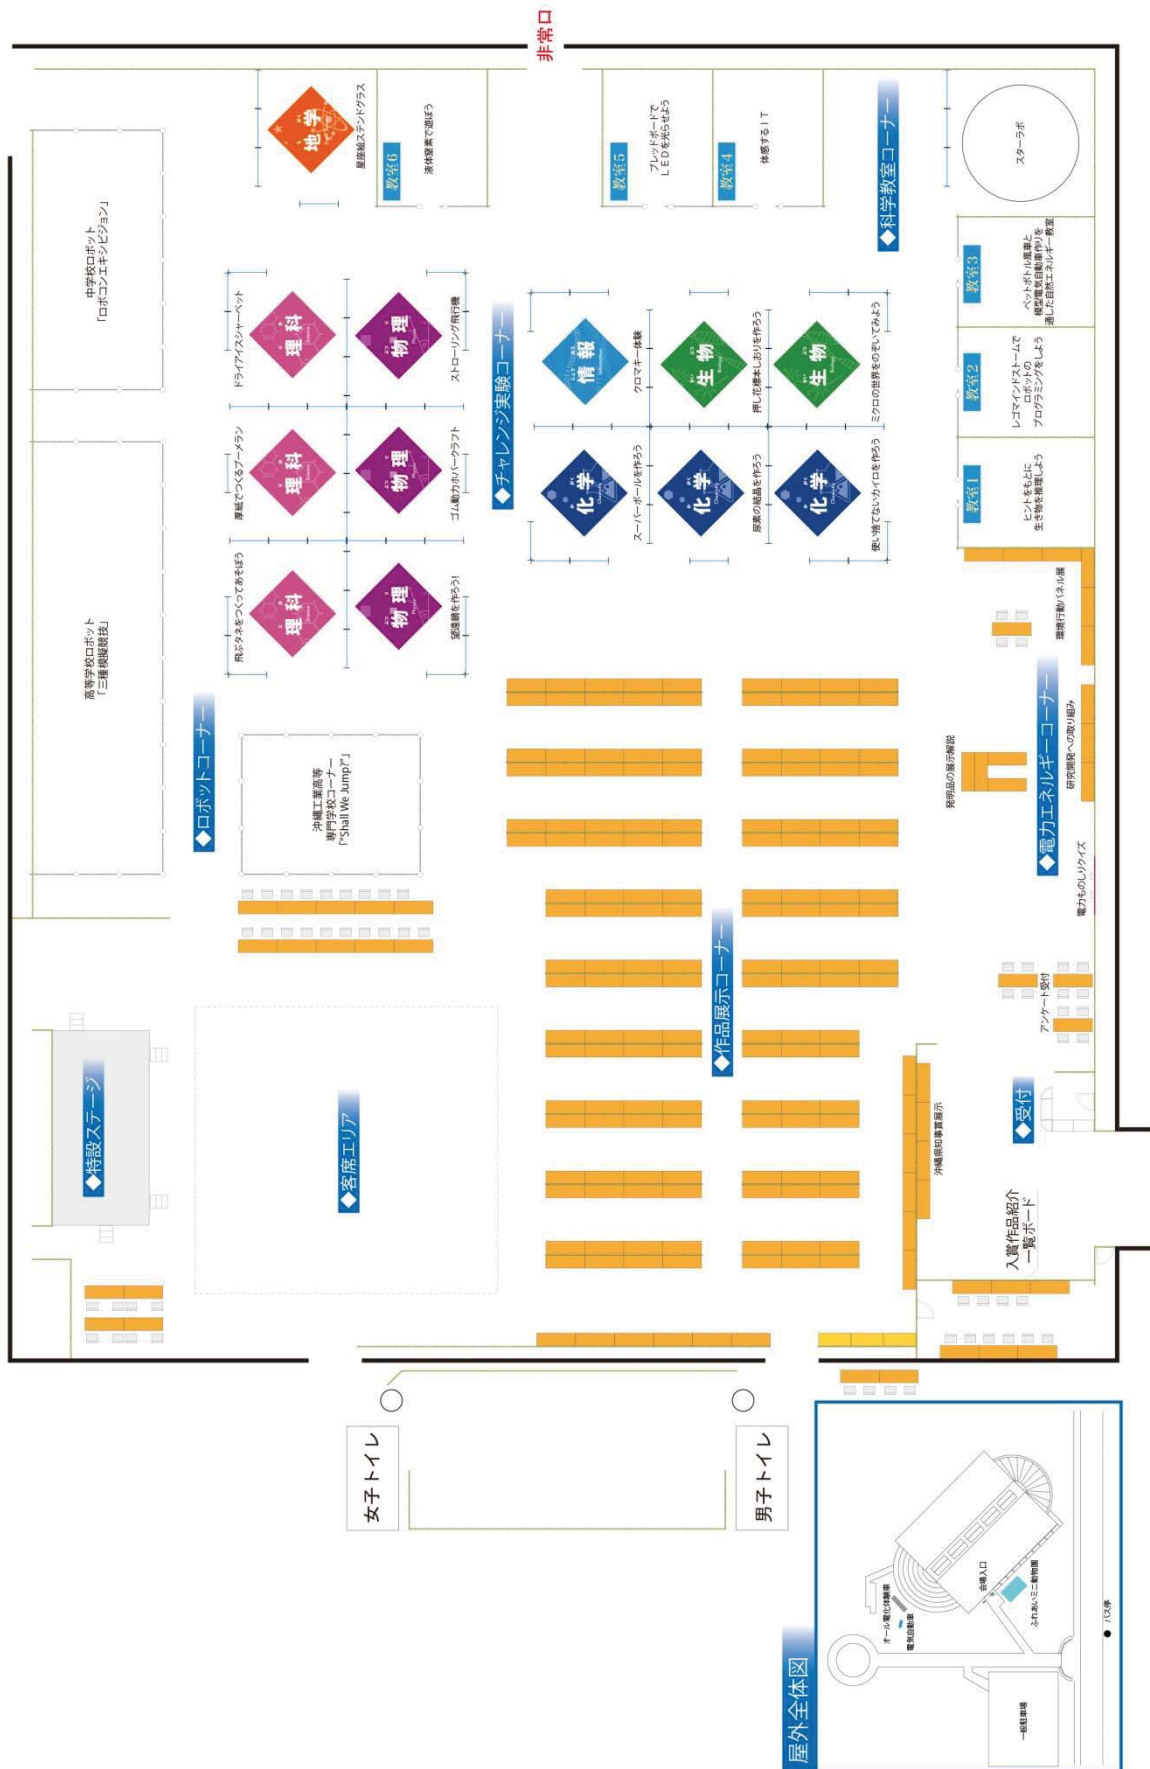 非常口
中学校ロボット
「ロボコンエキシビジョン」
高等学校ロボット
「三種模擬競技」
◆ロボットコーナー
沖縄工業高等
専門学校コーナー
「"Shall We Jump?"」
◆特設ステージ
◆客席エリア
地学
星座絵ステンドグラス
教室6
液体窒素で遊ぼう
教室5
ブレッドボードで
LEDを光らせよう
教室4
体感するIT
◆科学教室コーナー
スターラボ
教室3
ペットボトル風車と
模型電気自動車作りを
通した自然エネルギー教室
教室2
レゴマインドストームで
ロボットの
プログラミングをしよう
教室1
ヒントをもとに
生き物を推理しよう
ドライアイスシャーベット
理科
厚紙でつくるブーメラン
理科
飛ぶタネをつくってあそぼう
理科
物理
ストローリング飛行機
物理
ゴム動力ホバークラフト
物理
望遠鏡を作ろう!
◆チャレンジ実験コーナー
情報
クロマキー体験
生物
押し花標本しおりを作ろう
生物
ミクロの世界をのぞいてみよう
化学
スーパーボールを作ろう
化学
尿素の結晶を作ろう
化学
使い捨てないカイロを作ろう
◆作品展示コーナー
環境行動パネル展
◆電力エネルギーコーナー
発明品の展示解説
研究開発への取り組み
電力ものしりクイズ
アンケート受付
◆受付
沖縄県知事賞展示
入賞作品紹介
一覧ボード
女子トイレ
男子トイレ
屋外全体図
オール電化体験車
電気自動車
会場入口
ふれあいミニ動物園
一般駐車場
バス停